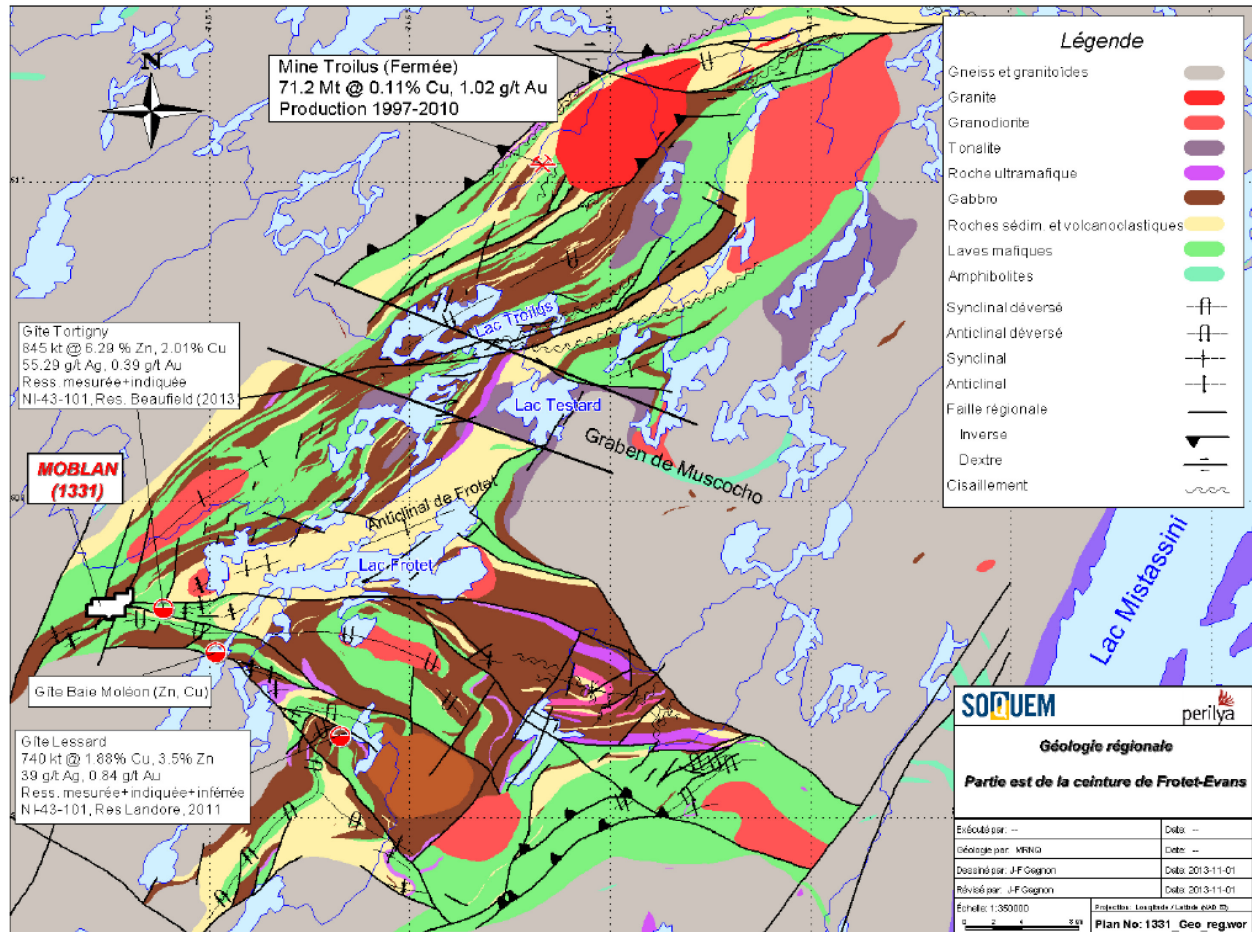 N
Mine Troilus (Fermée)
71.2 Mt @ 0.11% Cu, 1.02 g/t Au
Production 1997-2010
Légende
Gneiss et granitoïdes
Granite
Granodiorite
Tonalite
Roche ultramafique
Gabbro
Roches sédim. et volcanoclastiques
Laves mafiques
Amphibolites
Synclinal déversé
Anticlinal déversé
Synclinal
Anticlinal
Faille régionale
Inverse
Dextre
Cisaillement
Lac Troilus
Gîte Tortigny
845 kt @ 6.29 % Zn, 2.01% Cu
55.29 g/t Ag, 0.39 g/t Au
Ress. mesurée+indiquée
NI-43-101, Res. Beaufield (2013)
Lac Testard
Graben de Muscocho
MOBLAN
(1331)
Anticlinal de Frotet
Lac Frotet
Lac Mistassini
Gîte Baie Moléon (Zn, Cu)
Gîte Lessard
740 kt @ 1.88% Cu, 3.5% Zn
39 g/t Ag, 0.84 g/t Au
Ress. mesurée+indiquée+inférée
NI-43-101, Res Landore, 2011
SOQUEM
perilya
Géologie régionale
Partie est de la ceinture de Frotet-Evans
Exécuté par: -- Date: --
Géologie par: MRNQ Date: --
Dessiné par: J-F Gagnon Date: 2013-11-01
Révisé par: J-F Gagnon Date: 2013-11-01
Échelle: 1:350000 Projection: Longitude / Latitude
Plan No: 1331_Geo_reg.wor